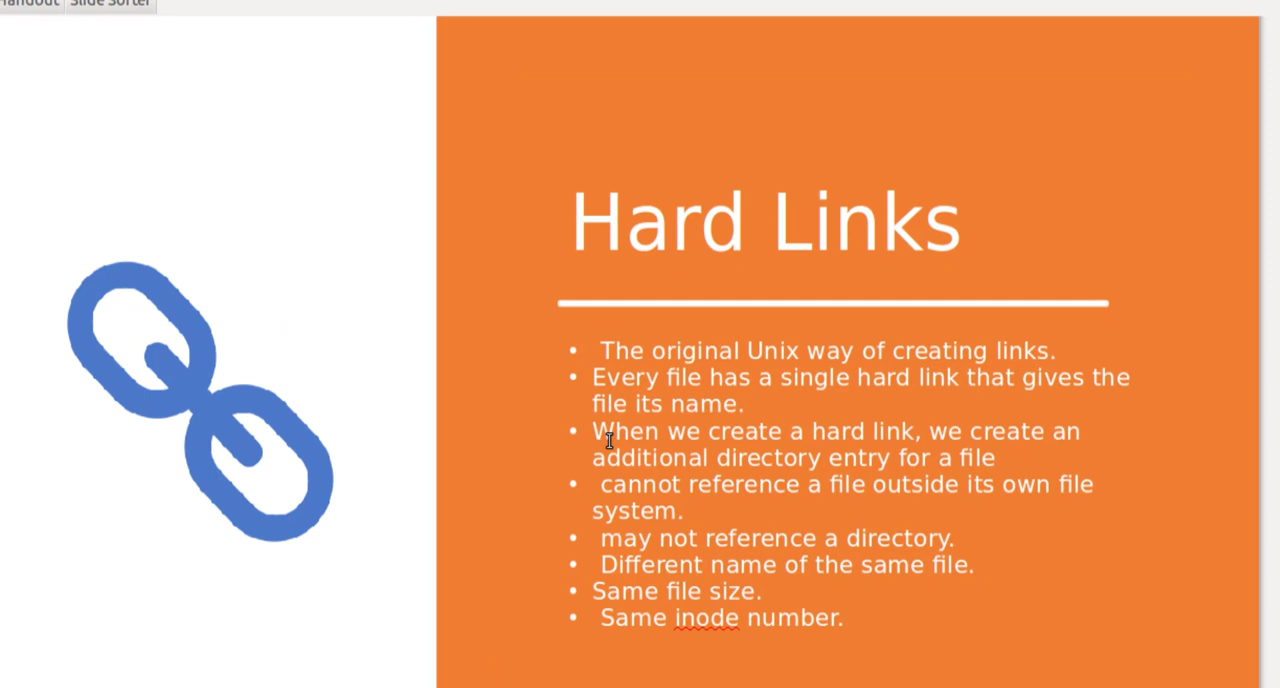 Handout Slide Sorter
Hard Links
• The original Unix way of creating links.
• Every file has a single hard link that gives the
file its name.
• When we create a hard link, we create an
additional directory entry for a file
• cannot reference a file outside its own file
system.
• may not reference a directory.
• Different name of the same file.
• Same file size.
• Same inode number.